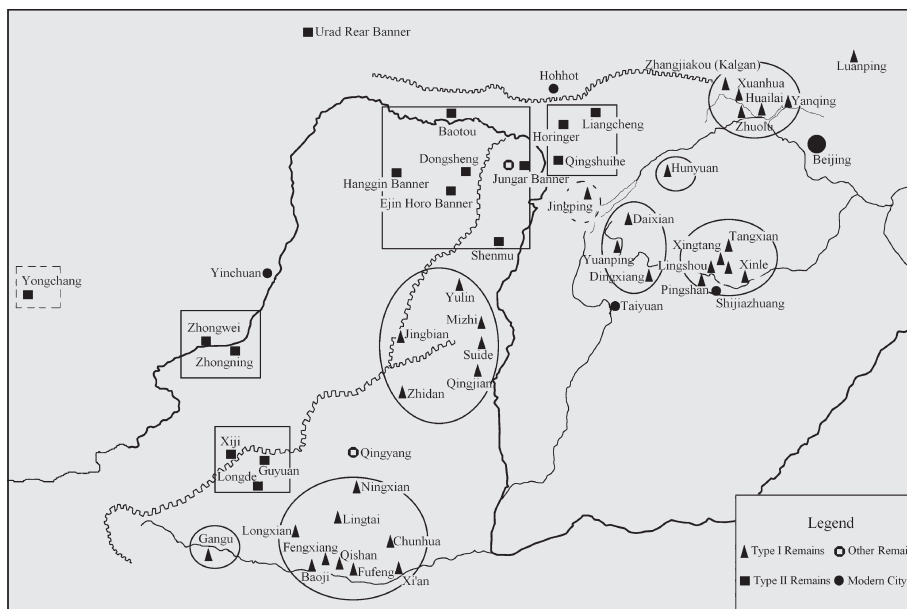 Urad Rear Banner
Luanping
Zhangjiakou (Kalgan)
Xuanhua
Hohhot
Huailai
Yanqing
Zhuolu
Baotou
Liangcheng
Horinger
Beijing
Dongsheng
Qingshuihe
Hanggin Banner
Jungar Banner
Hunyuan
Ejin Horo Banner
Jinping
Daixian
Tangxian
Xingtang
Shenmu
Yuanping
Lingshou
Xinle
Yinchuan
Dingxiang
Pingshan
Yongchang
Yulin
Taiyuan
Shijiazhuang
Mizhi
Zhongwei
Jingbian
Zhongning
Suide
Qingjian
Zhidan
Xiji
Guyuan
Qingyang
Longde
Ningxian
Lingtai
Longxian
Gangu
Fengxiang
Qishan
Chunhua
Baoji
Fufeng
Xi'an
Legend
Type I Remains
Other Remai
Type II Remains
Modern City